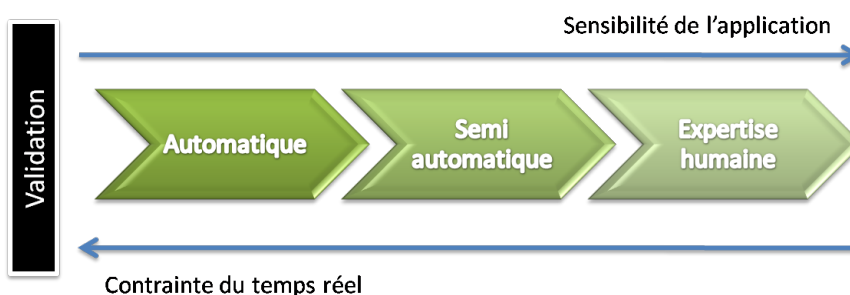 Sensibilité de l'application
Validation
Automatique
Semi
automatique
Expertise
humaine
Contrainte du temps réel